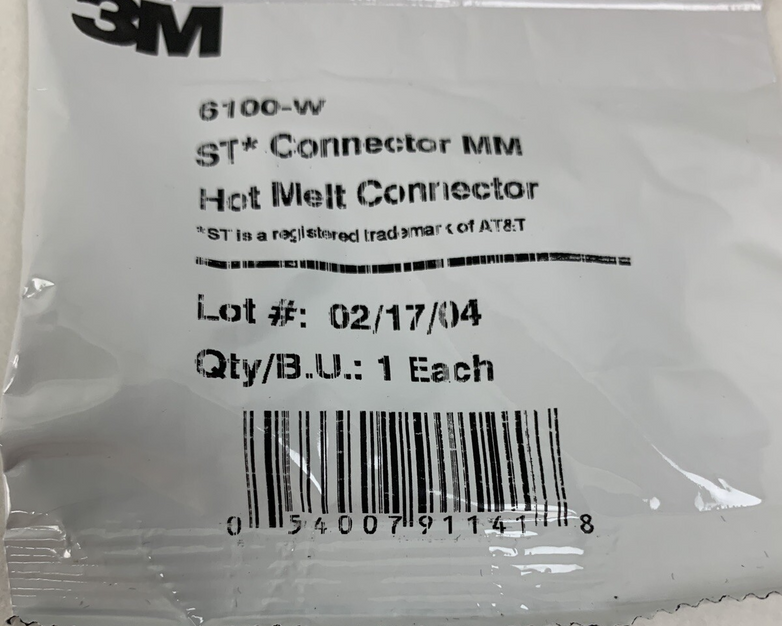 3M
6100-W
ST* Connector MM
Hot Melt Connector
*ST is a registered trademark of AT&T
Lot #: 02/17/04
Qty/B.U.: 1 Each
0 54007 91141 8